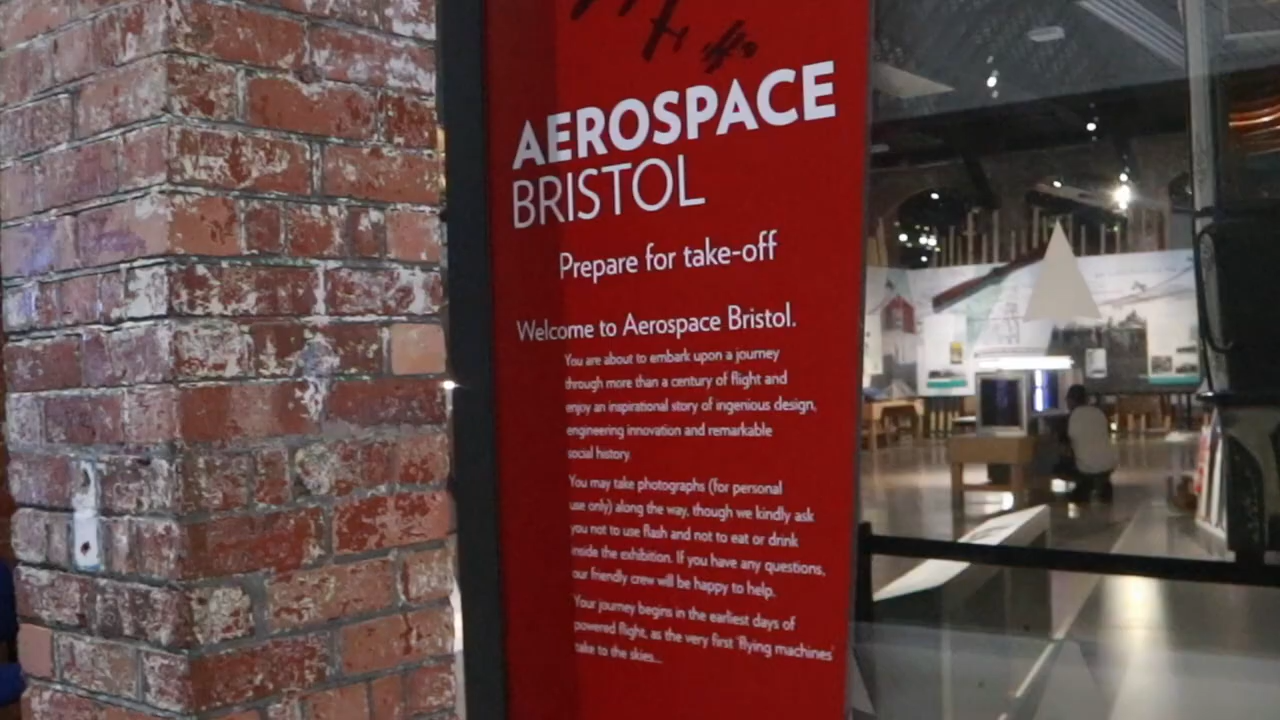 AEROSPACE
BRISTOL
Prepare for take-off
Welcome to Aerospace Bristol.
You are about to embark upon a journey
through more than a century of flight and
enjoy an inspirational story of ingenious design,
engineering innovation and remarkable
social history.
You may take photographs (for personal
use only) along the way, though we kindly ask
you not to use flash and not to eat or drink
inside the exhibition. If you have any questions,
our friendly crew will be happy to help.
Your journey begins in the earliest days of
powered flight, as the very first 'flying machines'
take to the skies...